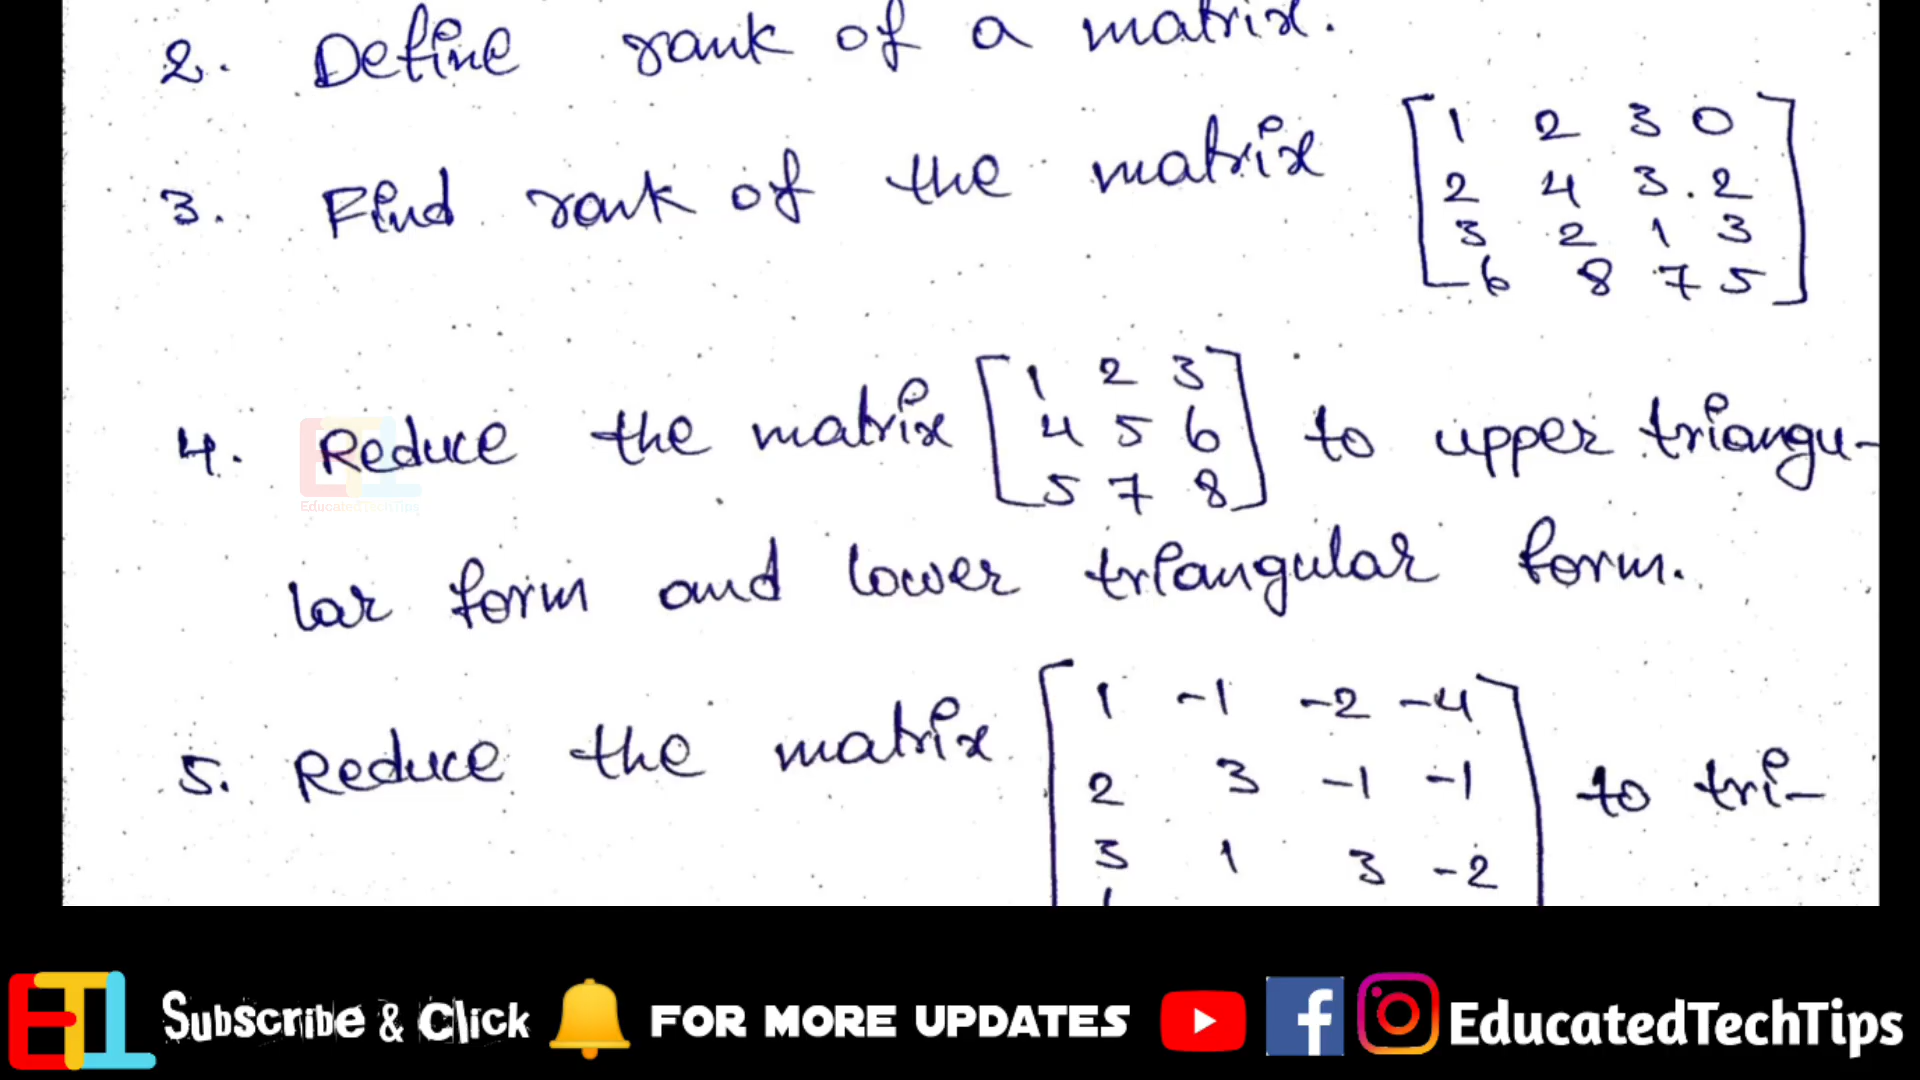 2. Define rank of a matrix.
3. Find rank of the matrix [1 2 3 0
2 4 3 2
3 2 1 3
6 8 7 5]
4. Reduce the matrix [1 2 3
4 5 6
5 7 8] to upper triangu-
lar form and lower triangular form.
5. Reduce the matrix [1 -1 -2 -4
2 3 -1 -1
3 1 3 -2
to tri-
EducatedTechTips
ETL Subscribe & Click FOR MORE UPDATES EducatedTechTips